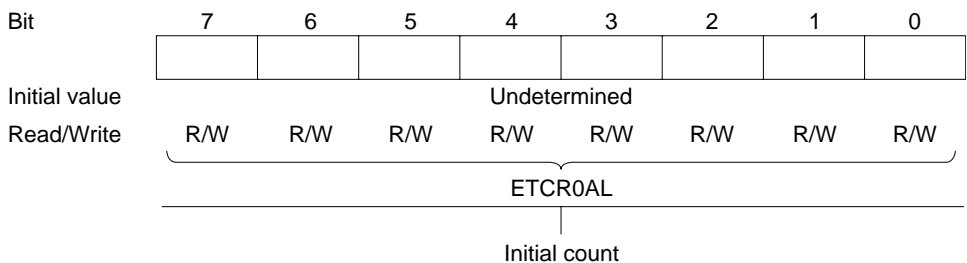 Bit 7 6 5 4 3 2 1 0
Initial value Undetermined
Read/Write R/W R/W R/W R/W R/W R/W R/W R/W
ETCR0AL
Initial count